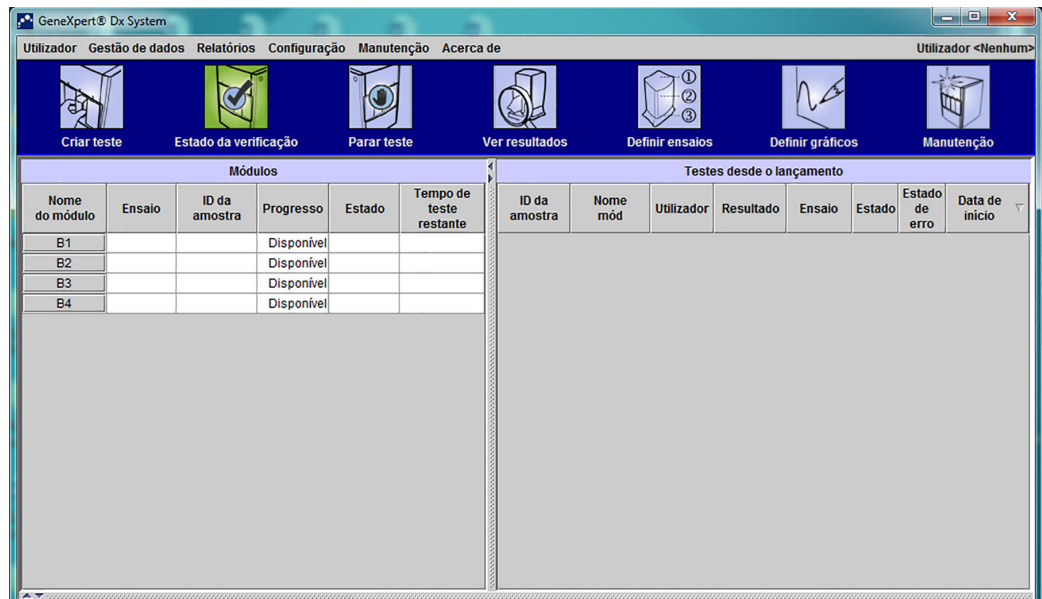 GeneXpert® Dx System
Utilizador Gestão de dados Relatórios Configuração Manutenção Acerca de Utilizador <Nenhum>
① 
② 
③
Criar teste Estado da verificação Parar teste Ver resultados Definir ensaios Definir gráficos Manutenção
Módulos
Nome do módulo Ensaio ID da amostra Progresso Estado Tempo de teste restante
B1 Disponível
B2 Disponível
B3 Disponível
B4 Disponível
Testes desde o lançamento
ID da amostra Nome mód Utilizador Resultado Ensaio Estado Estado de erro Data de início